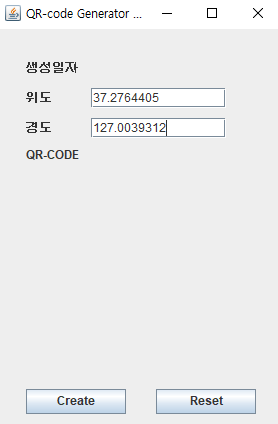 QR-code Generator ...
생성일자
위도 37.2764405
경도 127.0039312
QR-CODE
Create Reset